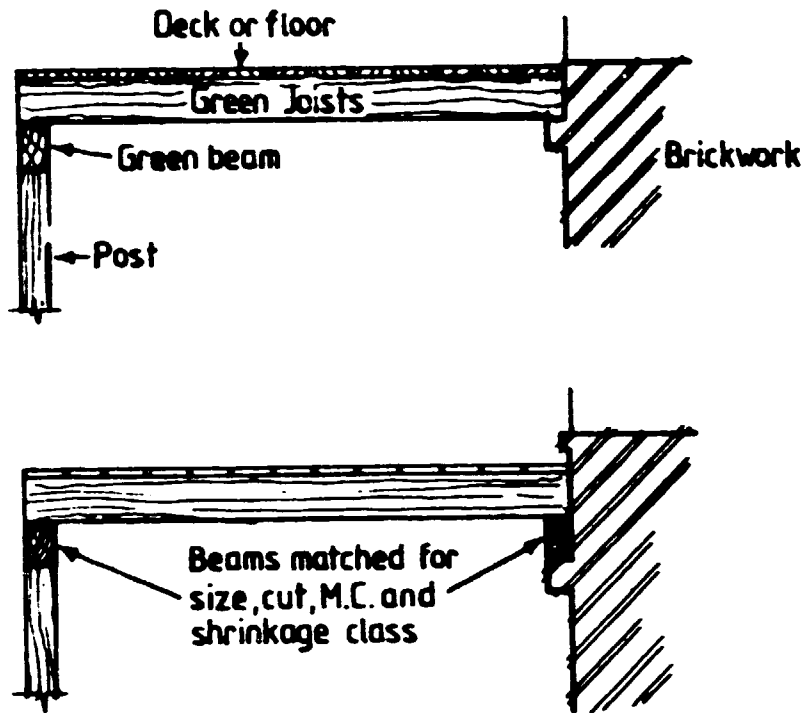 Deck or floor
Green Joists
Green beam
Brickwork
Post
Beams matched for
size, cut, M.C. and
shrinkage class